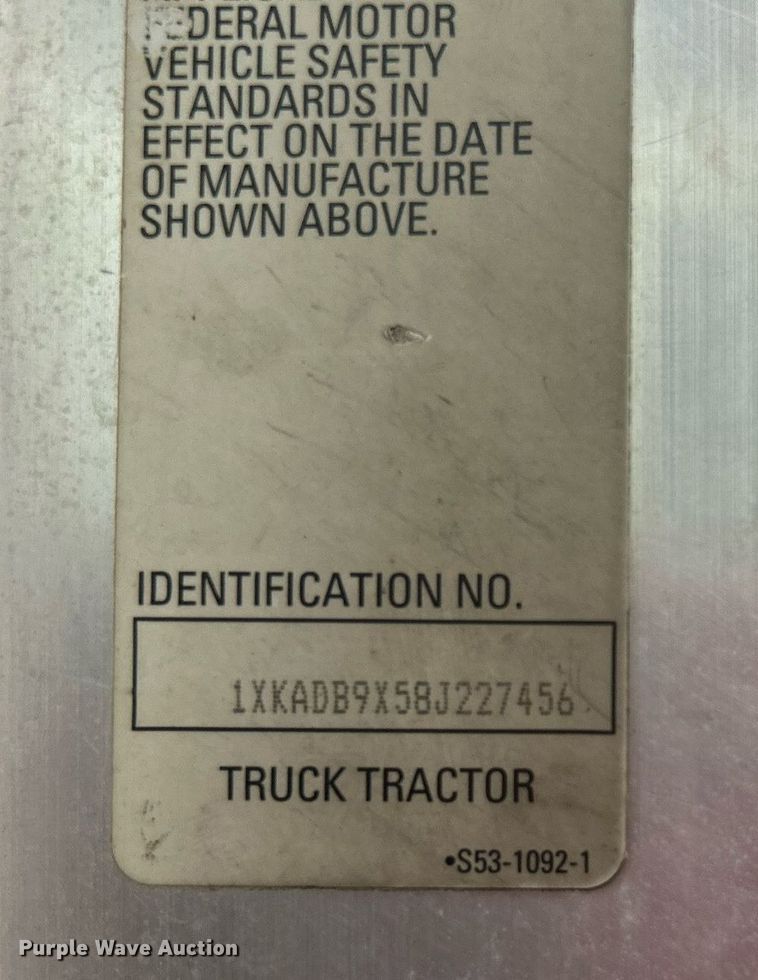 FEDERAL MOTOR
VEHICLE SAFETY
STANDARDS IN
EFFECT ON THE DATE
OF MANUFACTURE
SHOWN ABOVE.
IDENTIFICATION NO.
1XKADB9X58J227456
TRUCK TRACTOR
•S53-1092-1
Purple Wave Auction